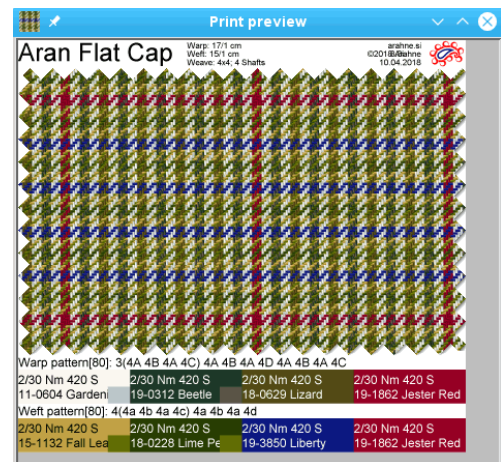 Print preview
Aran Flat Cap
Warp: 17/1 cm
Weft: 15/1 cm
Weave: 4x4; 4 Shafts
arahne.si
10.04.2018
Warp pattern[80]: 3(4A 4B 4A 4C) 4A 4B 4A 4D 4A 4B 4A 4C
2/30 Nm 420 S 2/30 Nm 420 S 2/30 Nm 420 S 2/30 Nm 420 S
11-0604 Gardeni 19-0312 Beetle 18-0629 Lizard 19-1862 Jester Red
Weft pattern[80]: 4(4a 4b 4a 4c) 4a 4b 4a 4d
2/30 Nm 420 S 2/30 Nm 420 S 2/30 Nm 420 S 2/30 Nm 420 S
15-1132 Fall Lea 18-0228 Lime Pe 19-3850 Liberty 19-1862 Jester Red